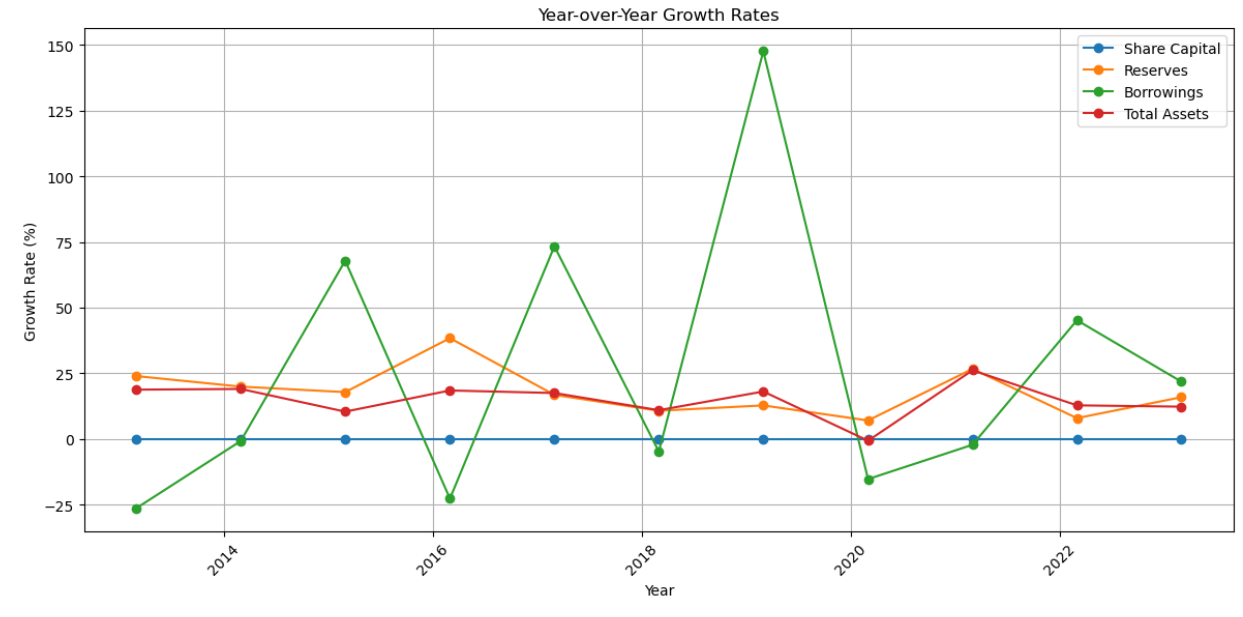 Year-over-Year Growth Rates
Share Capital
Reserves
Borrowings
Total Assets
150
125
100
75
50
25
0
−25
Growth Rate (%)
2014
2016
2018
2020
2022
Year